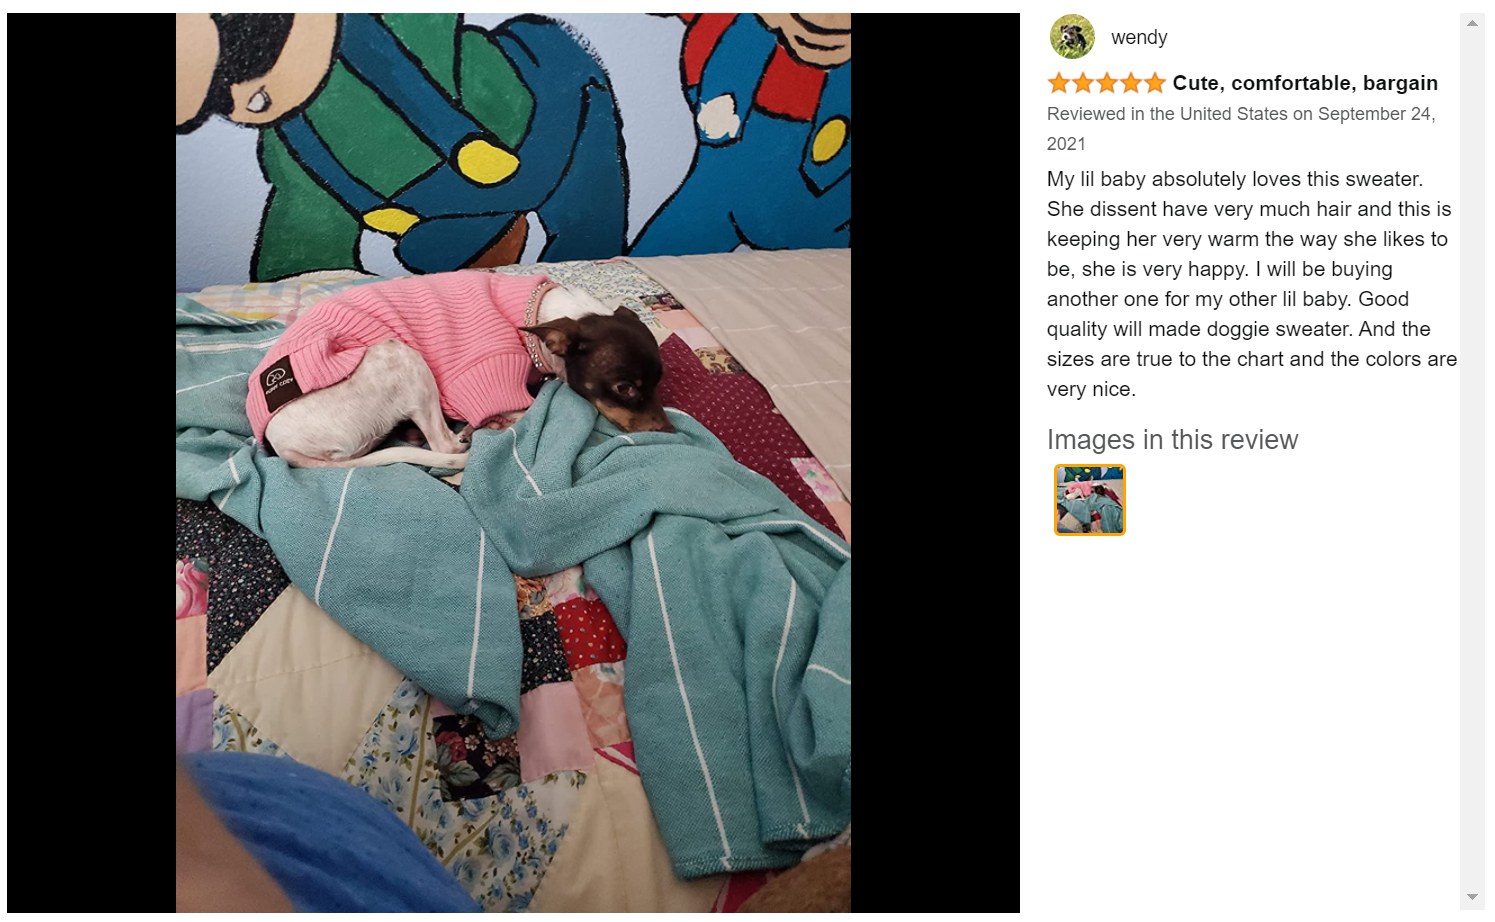 wendy
Cute, comfortable, bargain
Reviewed in the United States on September 24,
2021
My lil baby absolutely loves this sweater.
She dissent have very much hair and this is
keeping her very warm the way she likes to
be, she is very happy. I will be buying
another one for my other lil baby. Good
quality will made doggie sweater. And the
sizes are true to the chart and the colors are
very nice.
Images in this review